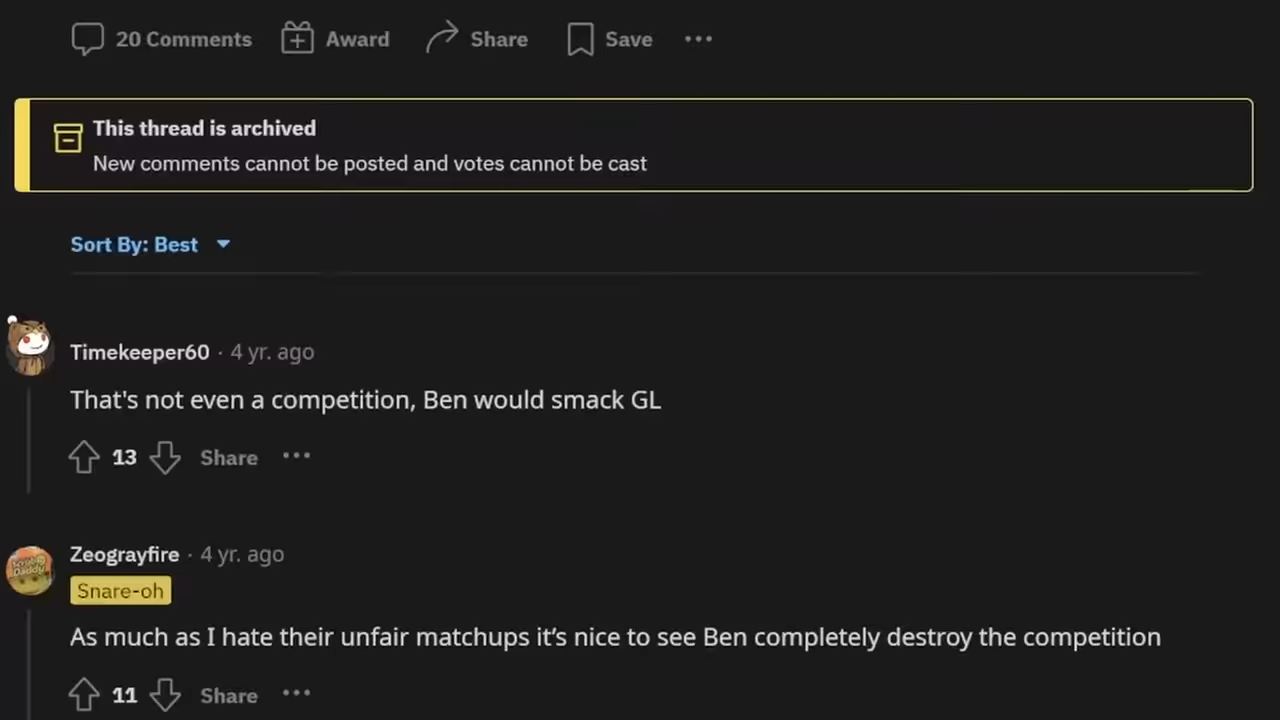 20 Comments Award Share Save
This thread is archived
New comments cannot be posted and votes cannot be cast
Sort By: Best
Timekeeper60 · 4 yr. ago
That's not even a competition, Ben would smack GL
13 Share
Zeograyfire · 4 yr. ago
Snare-oh
As much as I hate their unfair matchups it’s nice to see Ben completely destroy the competition
11 Share